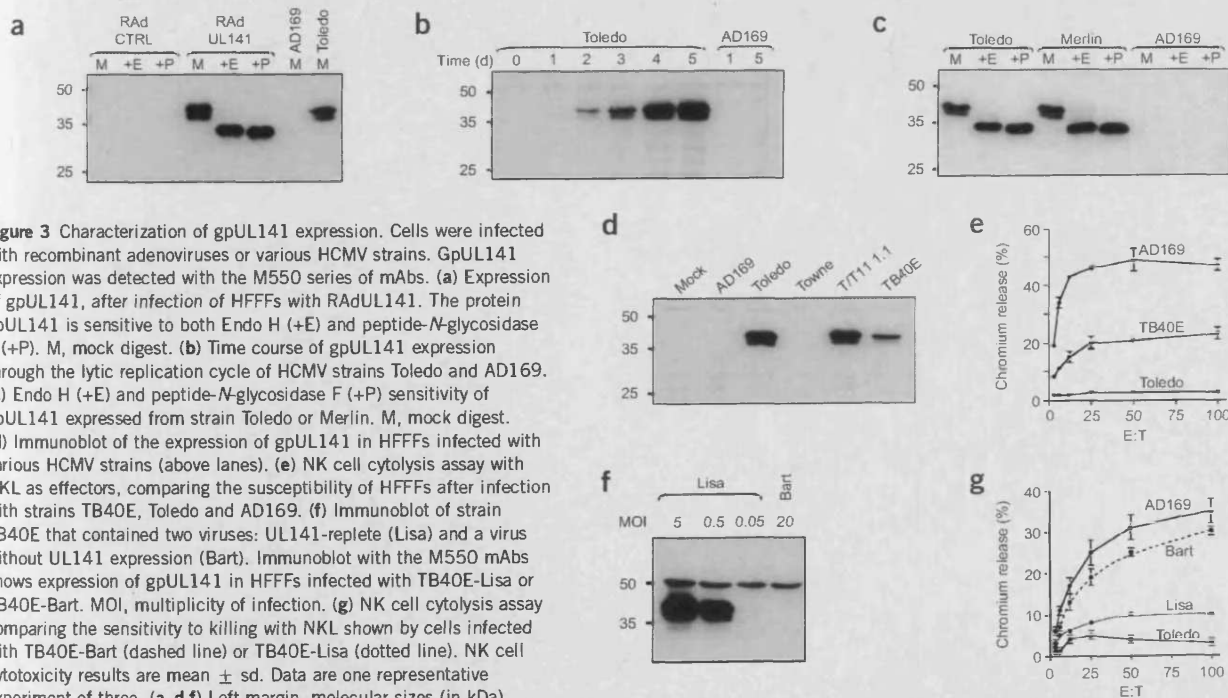 a
RAd RAd
CTRL UL141 AD169 Toledo
M +E +P M +E +P M M
50
35
25
b
Toledo AD169
Time (d) 0 1 2 3 4 5 1 5
50
35
25
c
Toledo Merlin AD169
M +E +P M +E +P M +E +P
50
35
25
gure 3 Characterization of gpUL141 expression. Cells were infected
ith recombinant adenoviruses or various HCMV strains. GpUL141
xpression was detected with the M550 series of mAbs. (a) Expression
f gpUL141, after infection of HFFFs with RAdUL141. The protein
pUL141 is sensitive to both Endo H (+E) and peptide-N-glycosidase
(+P). M, mock digest. (b) Time course of gpUL141 expression
rough the lytic replication cycle of HCMV strains Toledo and AD169.
) Endo H (+E) and peptide-N-glycosidase F (+P) sensitivity of
pUL141 expressed from strain Toledo or Merlin. M, mock digest.
) Immunoblot of the expression of gpUL141 in HFFFs infected with
arious HCMV strains (above lanes). (e) NK cell cytolysis assay with
KL as effectors, comparing the susceptibility of HFFFs after infection
ith strains TB40E, Toledo and AD169. (f) Immunoblot of strain
B40E that contained two viruses: UL141-replete (Lisa) and a virus
ithout UL141 expression (Bart). Immunoblot with the M550 mAbs
hows expression of gpUL141 in HFFFs infected with TB40E-Lisa or
B40E-Bart. MOI, multiplicity of infection. (g) NK cell cytolysis assay
omparing the sensitivity to killing with NKL shown by cells infected
ith TB40E-Bart (dashed line) or TB40E-Lisa (dotted line). NK cell
ytotoxicity results are mean ± sd. Data are one representative
xperiment of three. (a–d,f) Left margin, molecular sizes (in kDa).
d
Mock AD169 Toledo Towne T/T11 1.1 TB40E
50
35
25
e
Chromium release (%)
60
50
40
30
20
10
0
AD169
TB40E
Toledo
25 50 75 100
E:T
f
Lisa Bart
MOI 5 0.5 0.05 20
50
35
g
Chromium release (%)
40
30
20
10
0
AD169
Bart
Lisa
Toledo
0 25 50 75 100
E:T